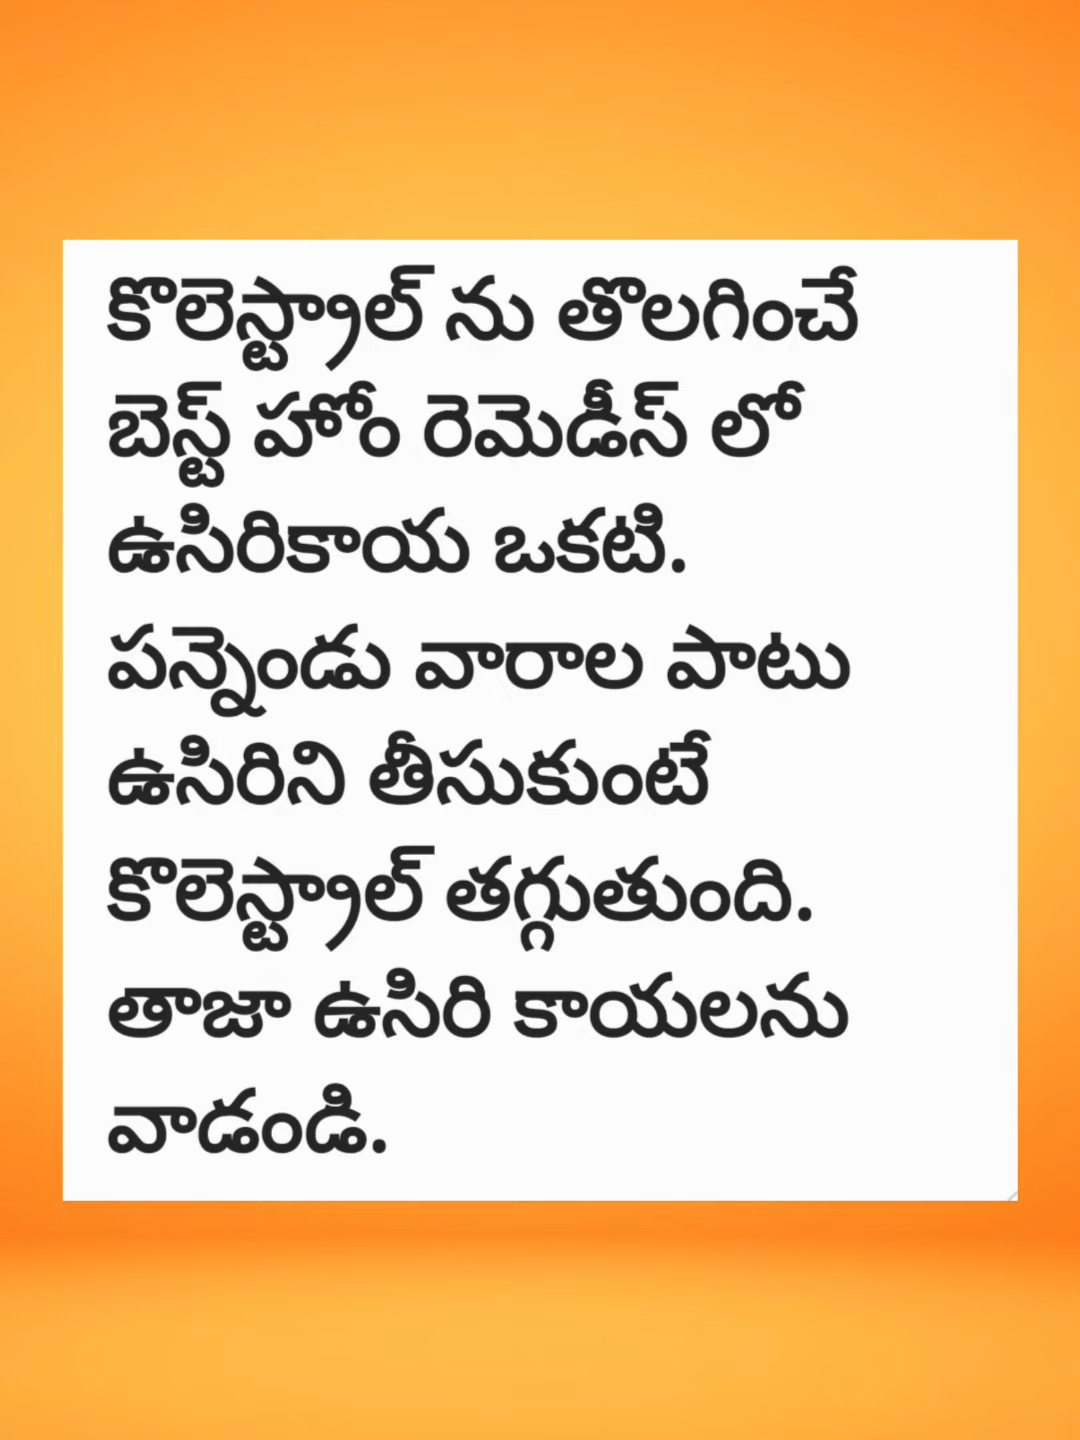 కొలెస్ట్రాల్ ను తొలగించే
బెస్ట్ హోం రెమెడీస్ లో
ఉసిరికాయ ఒకటి.
పన్నెండు వారాల పాటు
ఉసిరిని తీసుకుంటే
కొలెస్ట్రాల్ తగ్గుతుంది.
తాజా ఉసిరి కాయలను
వాడండి.